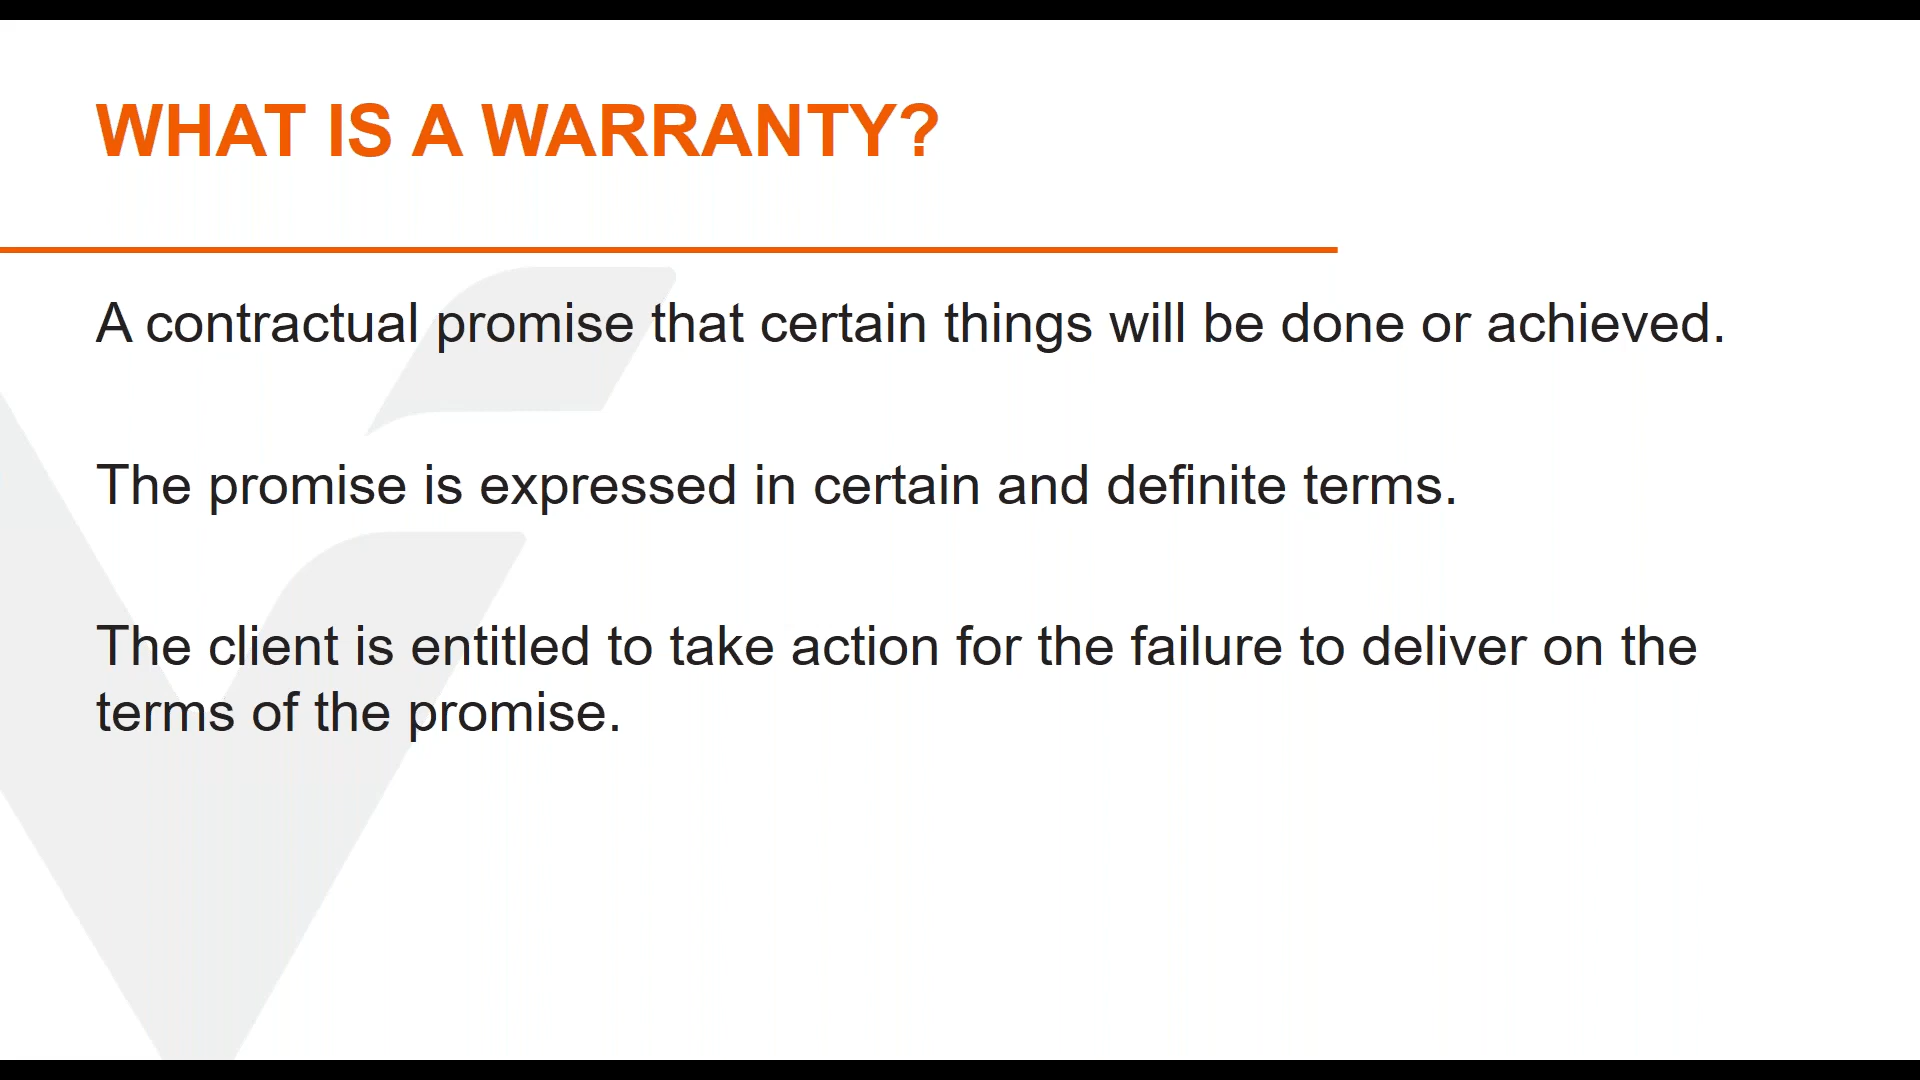 WHAT IS A WARRANTY?
A contractual promise that certain things will be done or achieved.
The promise is expressed in certain and definite terms.
The client is entitled to take action for the failure to deliver on the
terms of the promise.